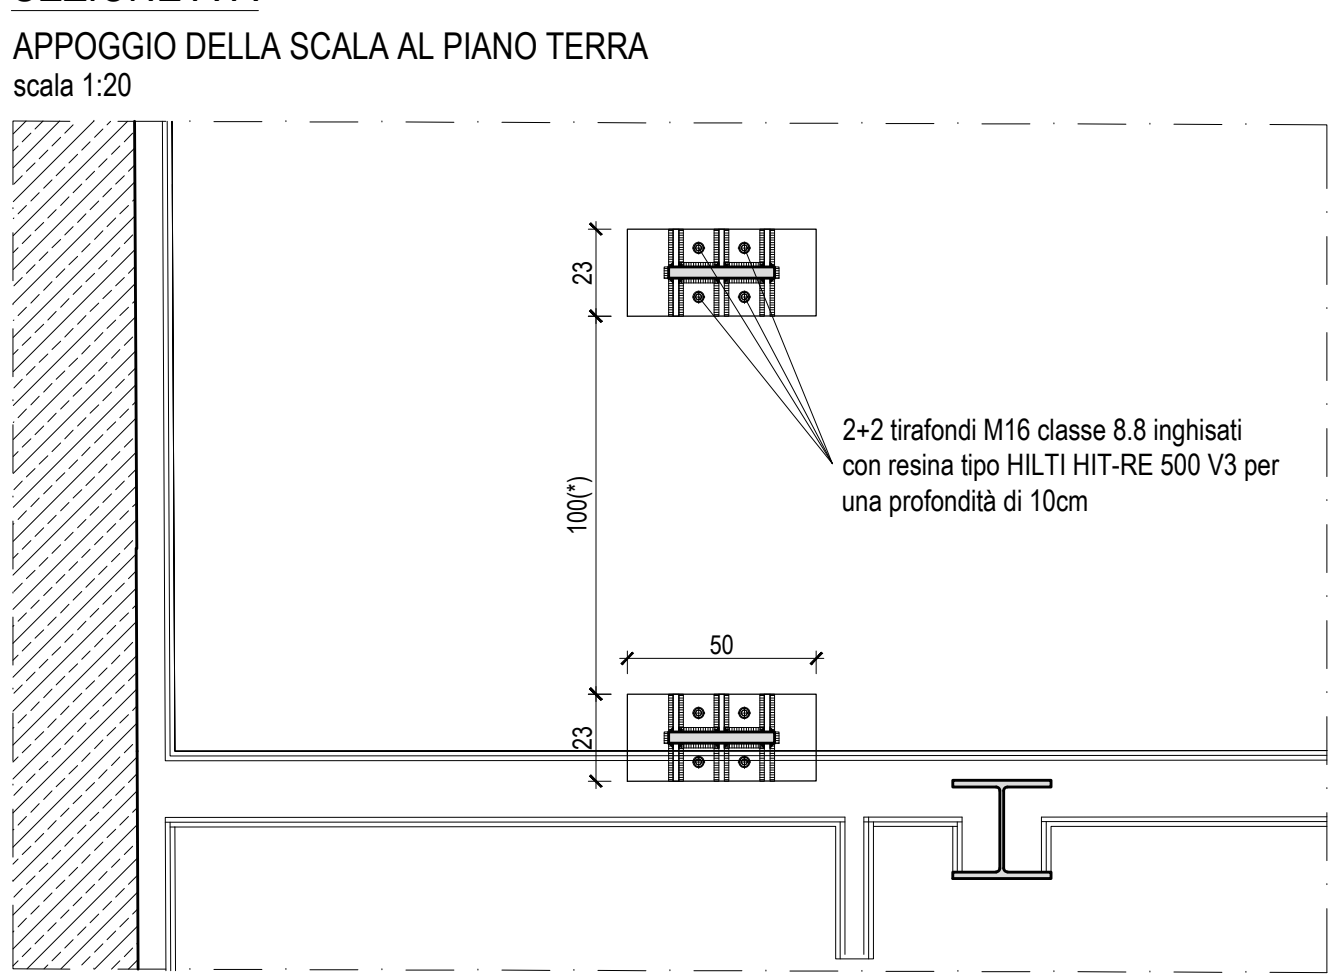 APPOGGIO DELLA SCALA AL PIANO TERRA
scala 1:20
23
2+2 tirafondi M16 classe 8.8 inghisati
con resina tipo HILTI HIT-RE 500 V3 per
una profondità di 10cm
100(*)
50
23